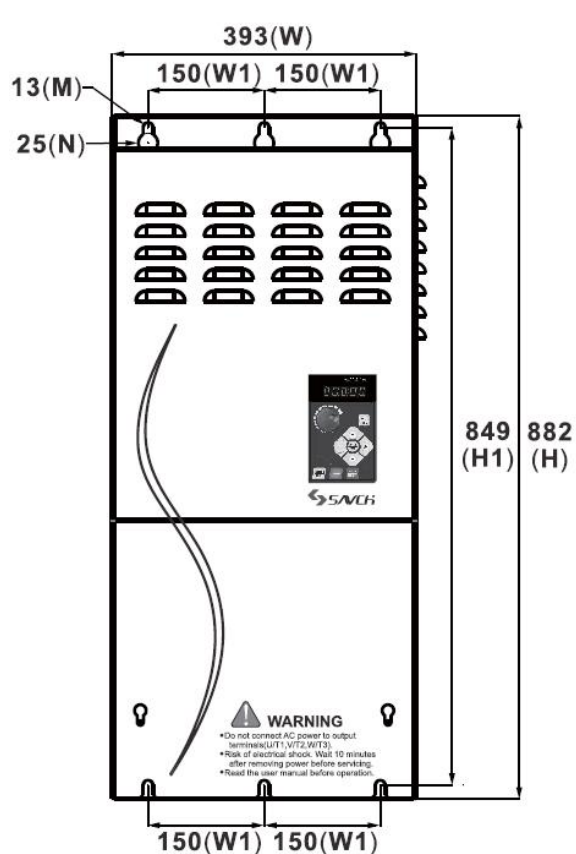 393(W)
150(W1) 150(W1)
13(M)
25(N)
849 882
(H1) (H)
SAVCH
WARNING
•Do not connect AC power to output
terminals(U/T1,V/T2,W/T3).
•Risk of electrical shock. Wait 10 minutes
after removing power before servicing.
•Read the user manual before operation.
150(W1) 150(W1)